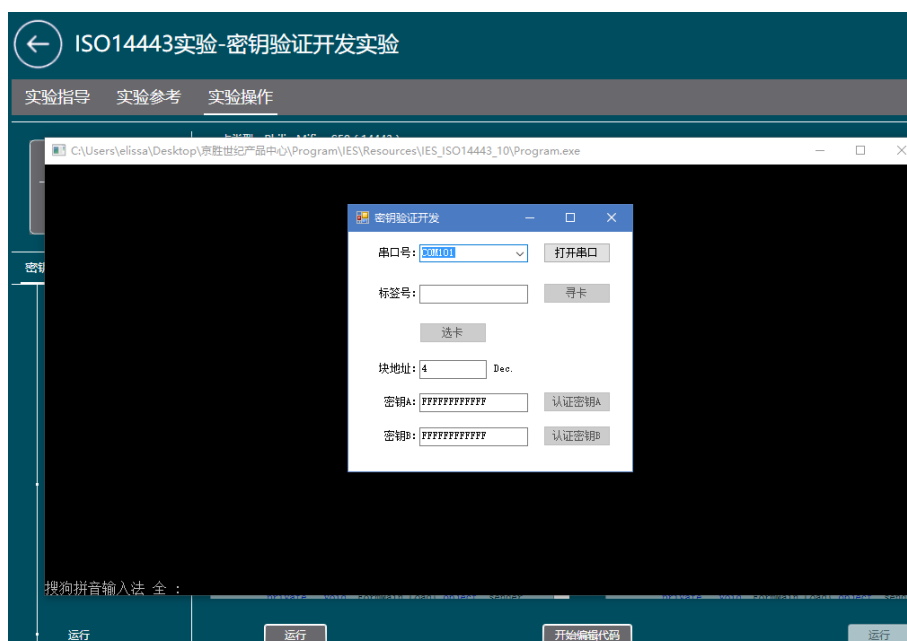 ISO14443实验-密钥验证开发实验
实验指导 实验参考 实验操作
C:\Users\elissa\Desktop\京胜世纪产品中心\Program\IES\Resources\IES_ISO14443_10\Program.exe
密钥验证开发
串口号: COM101 打开串口
标签号: 寻卡
选卡
块地址: 4 Dec.
密钥A: FFFFFFFFFFFF 认证密钥A
密钥B: FFFFFFFFFFFF 认证密钥B
搜狗拼音输入法 全 :
运行 运行 开始编辑代码 运行